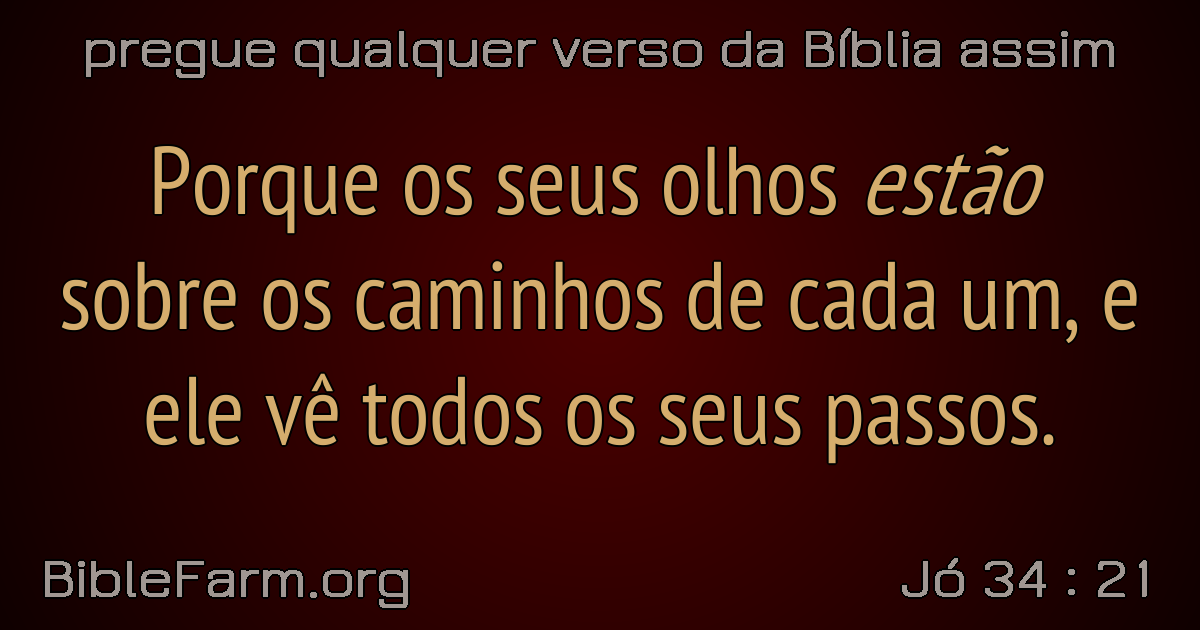 pregue qualquer verso da Bíblia assim
Porque os seus olhos estão
sobre os caminhos de cada um, e
ele vê todos os seus passos.
BibleFarm.org
Jó 34 : 21